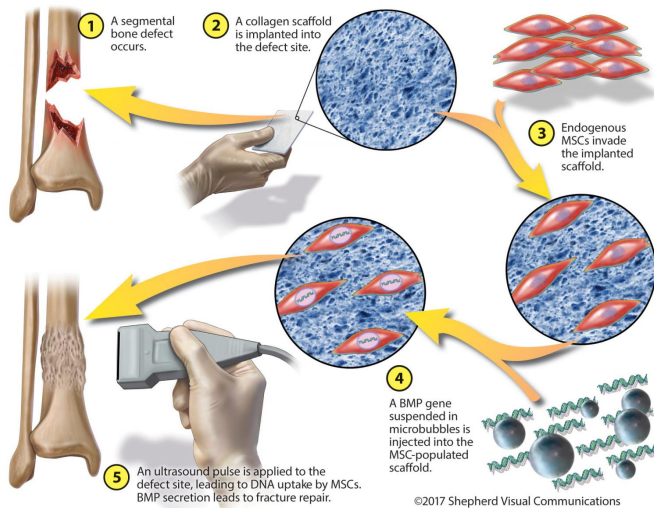 1 A segmental
bone defect
occurs.
2 A collagen scaffold
is implanted into
the defect site.
3 Endogenous
MSCs invade
the implanted
scaffold.
4
A BMP gene
suspended in
microbubbles is
injected into the
MSC-populated
scaffold.
5 An ultrasound pulse is applied to the
defect site, leading to DNA uptake by MSCs.
BMP secretion leads to fracture repair.
©2017 Shepherd Visual Communications